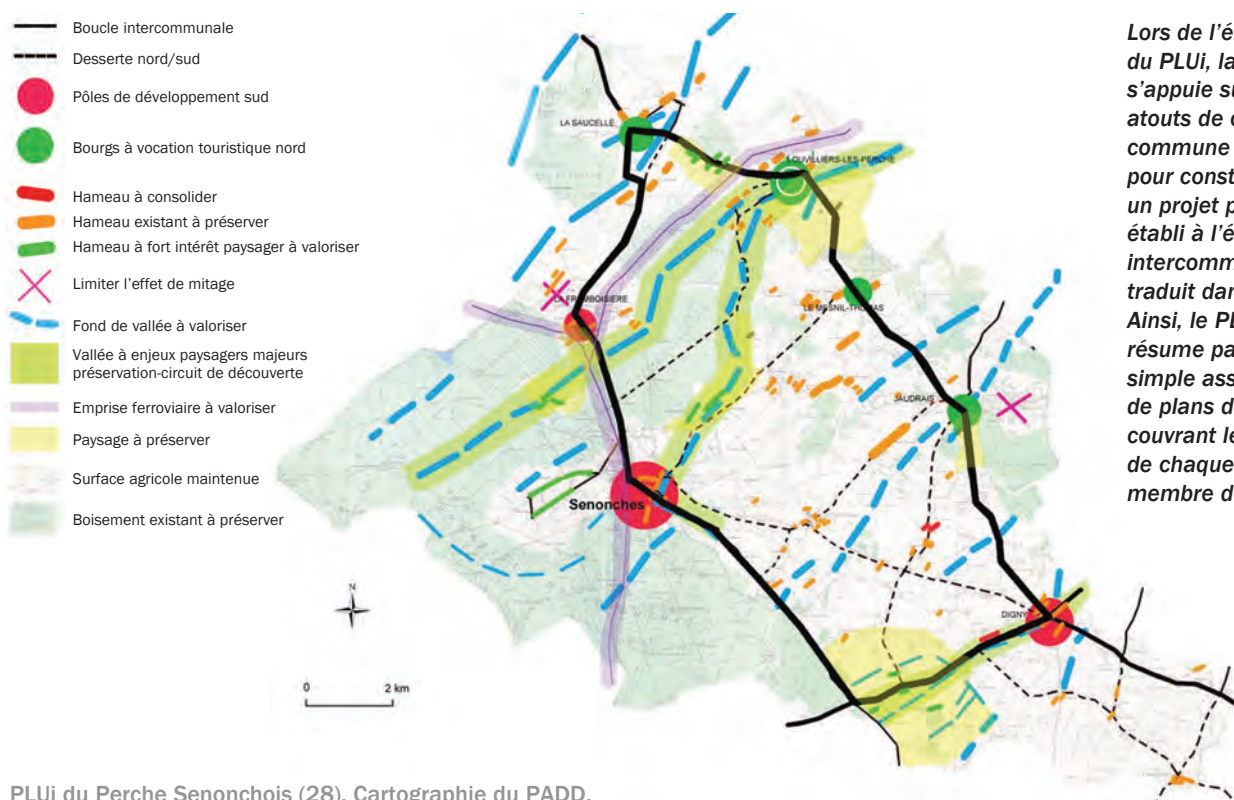 Boucle intercommunale
Desserte nord/sud
Pôles de développement sud
Bourgs à vocation touristique nord
Hameau à consolider
Hameau existant à préserver
Hameau à fort intérêt paysager à valoriser
Limiter l'effet de mitage
Fond de vallée à valoriser
Vallée à enjeux paysagers majeurs
préservation-circuit de découverte
Emprise ferroviaire à valoriser
Paysage à préserver
Surface agricole maintenue
Boisement existant à préserver
LA SAUCELLE
LOUVILLIERS-LES-PERCHE
LA FRAMBOISIERE
LE MESNIL-THOMAS
JAUDRAIS
Senonches
DIGNY
N
0 2 km
Lors de l'é
du PLUi, la
s'appuie su
atouts de c
commune
pour const
un projet p
établi à l'é
intercomm
traduit dan
Ainsi, le PL
résume pa
simple ass
de plans d
couvrant le
de chaque
membre d
PLUi du Perche Senonchois (28). Cartographie du PADD.